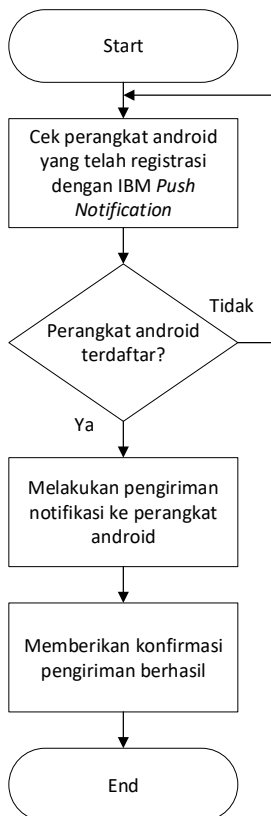 Start
Cek perangkat android
yang telah registrasi
dengan IBM Push
Notification
Tidak
Perangkat android
terdaftar?
Ya
Melakukan pengiriman
notifikasi ke perangkat
android
Memberikan konfirmasi
pengiriman berhasil
End